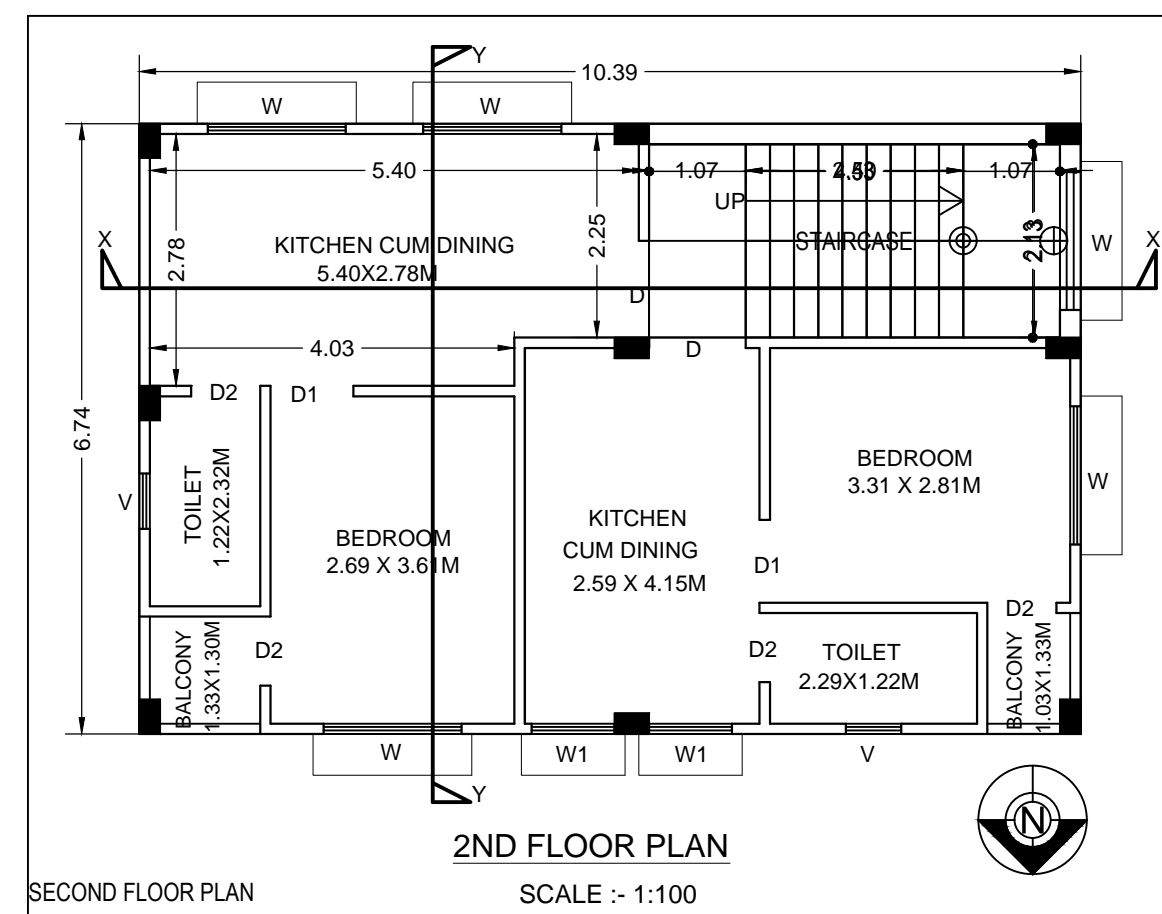 Y
10.39
W
W
5.40
1.07
1.07
UP
2.78
2.25
X
KITCHEN CUM DINING
5.40X2.78M
STAIRCASE
W
X
D
4.03
D
D2
D1
6.74
V
TOILET
1.22X2.32M
BEDROOM
2.69 X 3.61M
KITCHEN
CUM DINING
2.59 X 4.15M
BEDROOM
3.31 X 2.81M
W
D1
D2
D2
D2
BALCONY
1.33X1.30M
TOILET
2.29X1.22M
BALCONY
1.03X1.33M
W
W1
W1
V
Y
N
2ND FLOOR PLAN
SECOND FLOOR PLAN
SCALE :- 1:100